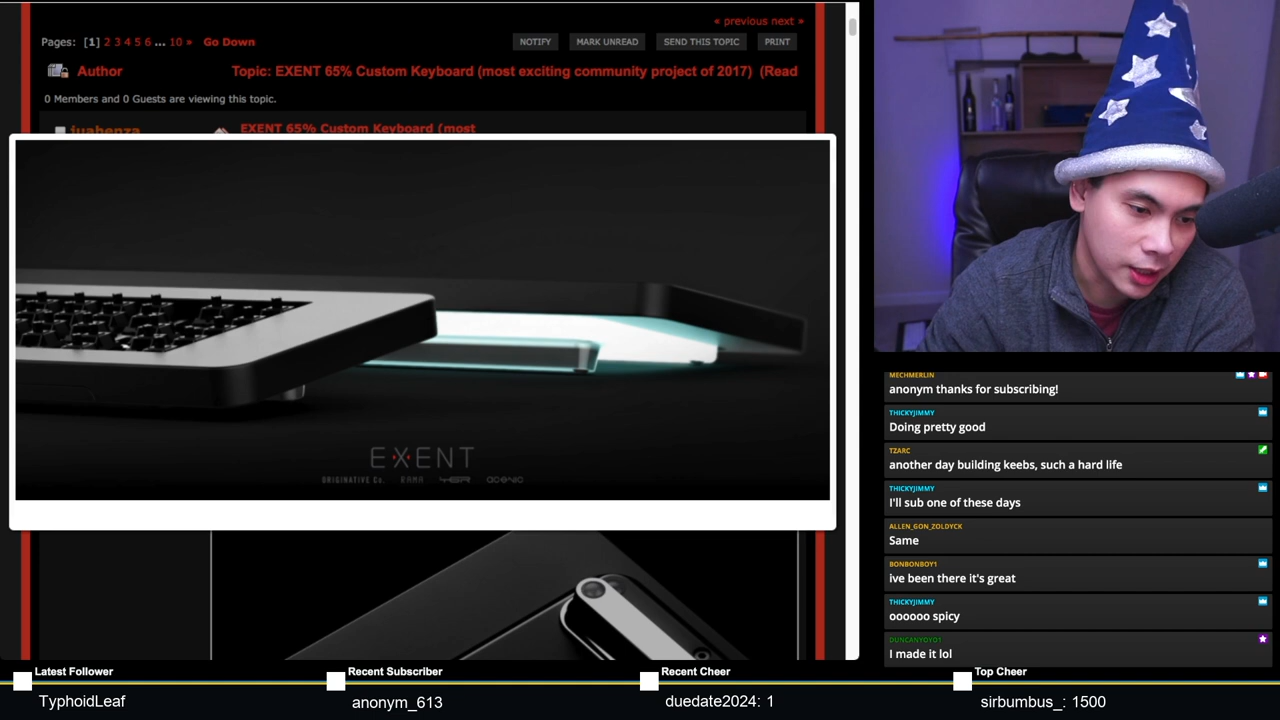 « previous next »
Pages: [1] 2 3 4 5 6 ... 10 » Go Down
NOTIFY MARK UNREAD SEND THIS TOPIC PRINT
Author Topic: EXENT 65% Custom Keyboard (most exciting community project of 2017) (Read
0 Members and 0 Guests are viewing this topic.
EXENT 65% Custom Keyboard (most
EXENT
ORIGINATIVE Co. RAMA
MECHMERLIN
anonym thanks for subscribing!
THICKYJIMMY
Doing pretty good
TZARC
another day building keebs, such a hard life
THICKYJIMMY
I'll sub one of these days
ALLEN_GON_ZOLDYCK
Same
BONBONBOY1
ive been there it's great
THICKYJIMMY
oooooo spicy
DUNCANYOYO1
I made it lol
Latest Follower
TyphoidLeaf
Recent Subscriber
anonym_613
Recent Cheer
duedate2024: 1
Top Cheer
sirbumbus_: 1500